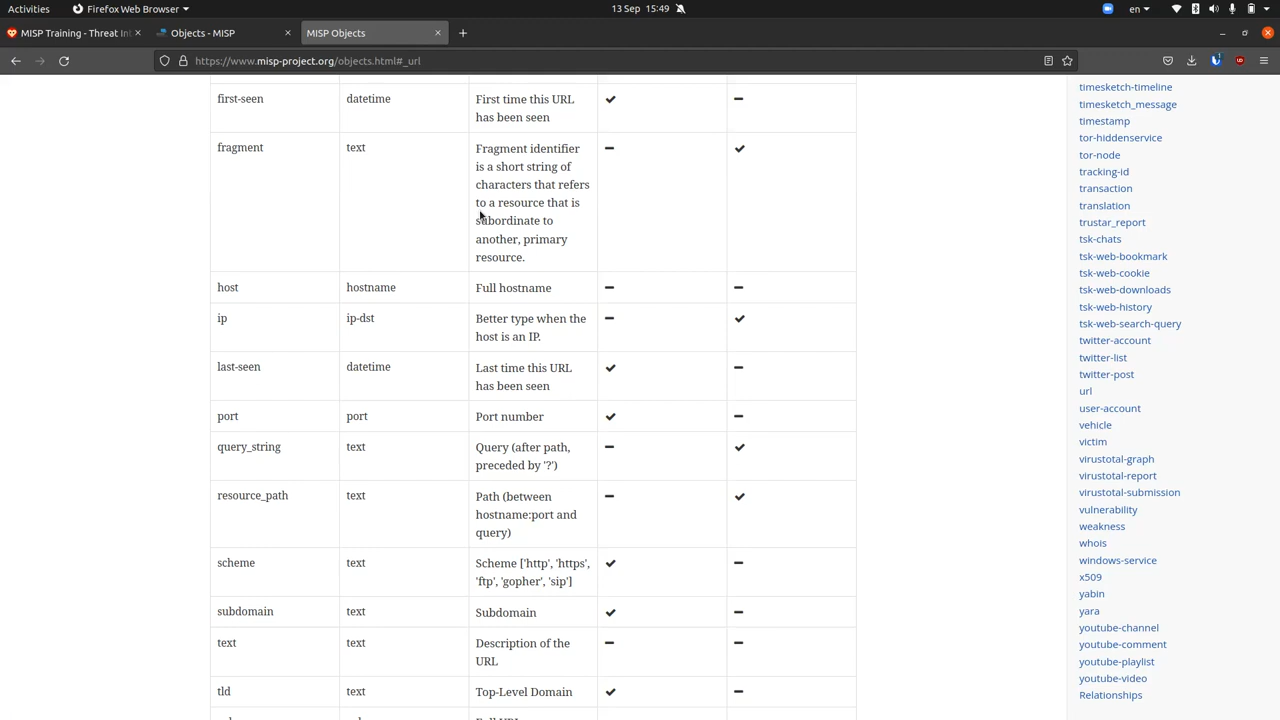 Activities
Firefox Web Browser
13 Sep 15:49
en
MISP Training - Threat Int
Objects - MISP
MISP Objects
https://www.misp-project.org/objects.html#_url
first-seen
datetime
First time this URL
has been seen
fragment
text
Fragment identifier
is a short string of
characters that refers
to a resource that is
subordinate to
another, primary
resource.
host
hostname
Full hostname
ip
ip-dst
Better type when the
host is an IP.
last-seen
datetime
Last time this URL
has been seen
port
port
Port number
query_string
text
Query (after path,
preceded by '?')
resource_path
text
Path (between
hostname:port and
query)
scheme
text
Scheme ['http', 'https',
'ftp', 'gopher', 'sip']
subdomain
text
Subdomain
text
text
Description of the
URL
tld
text
Top-Level Domain
timesketch-timeline
timesketch_message
timestamp
tor-hiddenservice
tor-node
tracking-id
transaction
translation
trustar_report
tsk-chats
tsk-web-bookmark
tsk-web-cookie
tsk-web-downloads
tsk-web-history
tsk-web-search-query
twitter-account
twitter-list
twitter-post
url
user-account
vehicle
victim
virustotal-graph
virustotal-report
virustotal-submission
vulnerability
weakness
whois
windows-service
x509
yabin
yara
youtube-channel
youtube-comment
youtube-playlist
youtube-video
Relationships